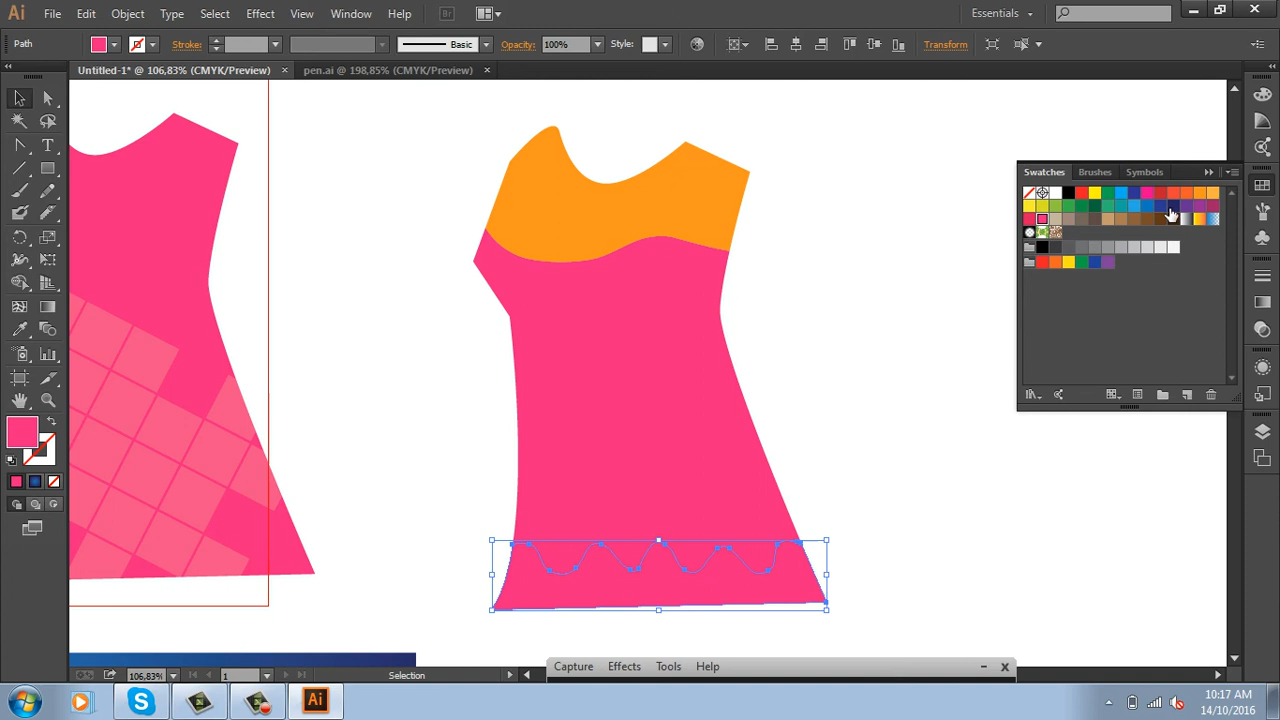 Ai File Edit Object Type Select Effect View Window Help Br Essentials
Path Stroke: Basic Opacity: 100% Style: Transform
Untitled-1* @ 106,83% (CMYK/Preview) × pen.ai @ 198,85% (CMYK/Preview) ×
Swatches Brushes Symbols
T
Capture Effects Tools Help
106,83% 1 Selection
Ai
10:17 AM
14/10/2016